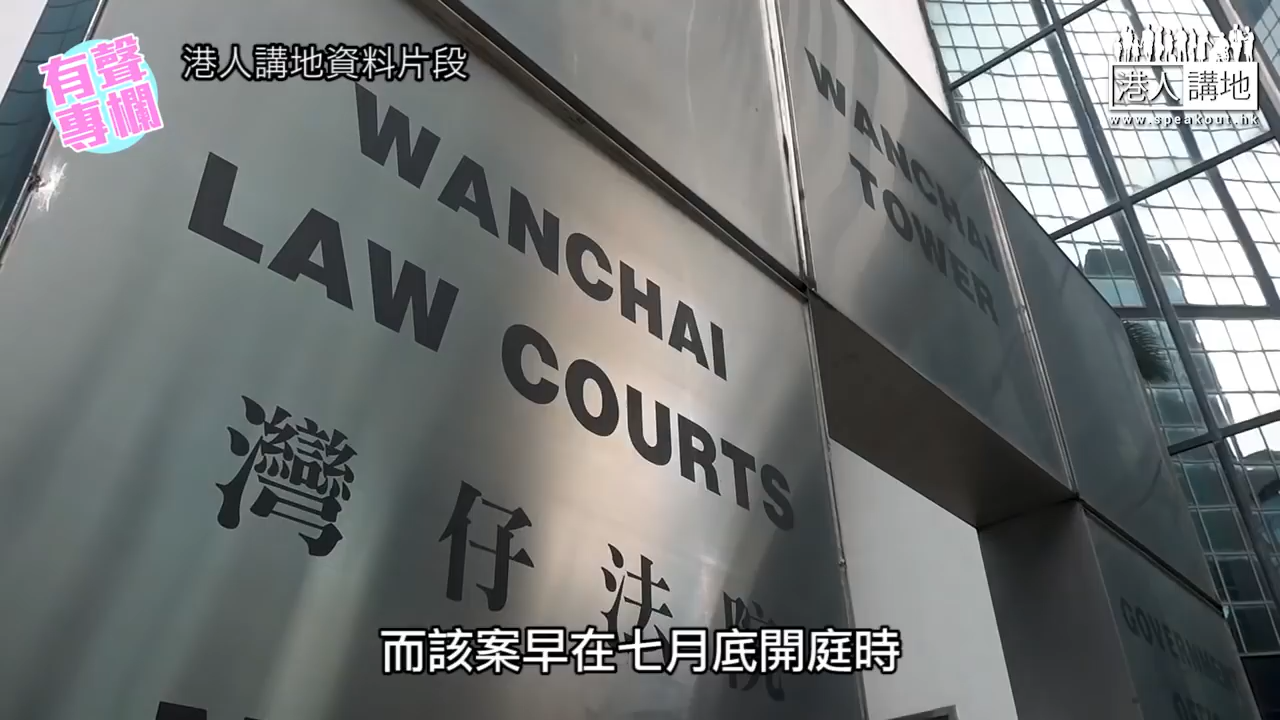 有聲
專欄
港人講地資料片段
港人講地
www.speakout.hk
WANCHAI
LAW COURTS
灣仔法院
WANCHAI
TOWER
而該案早在七月底開庭時